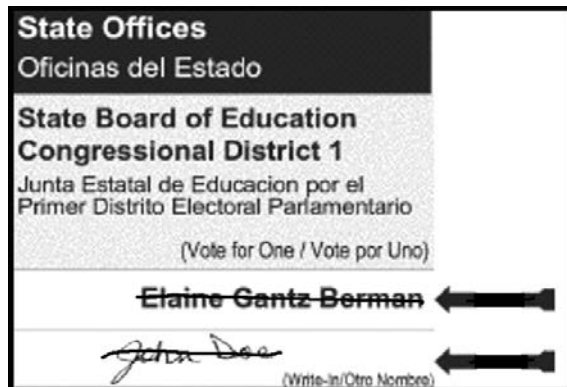 State Offices
Oficinas del Estado
State Board of Education
Congressional District 1
Junta Estatal de Educacion por el
Primer Distrito Electoral Parlamentario
(Vote for One / Vote por Uno)
Elaine Gantz Berman
John Doe
(Write-In/Otro Nombre)